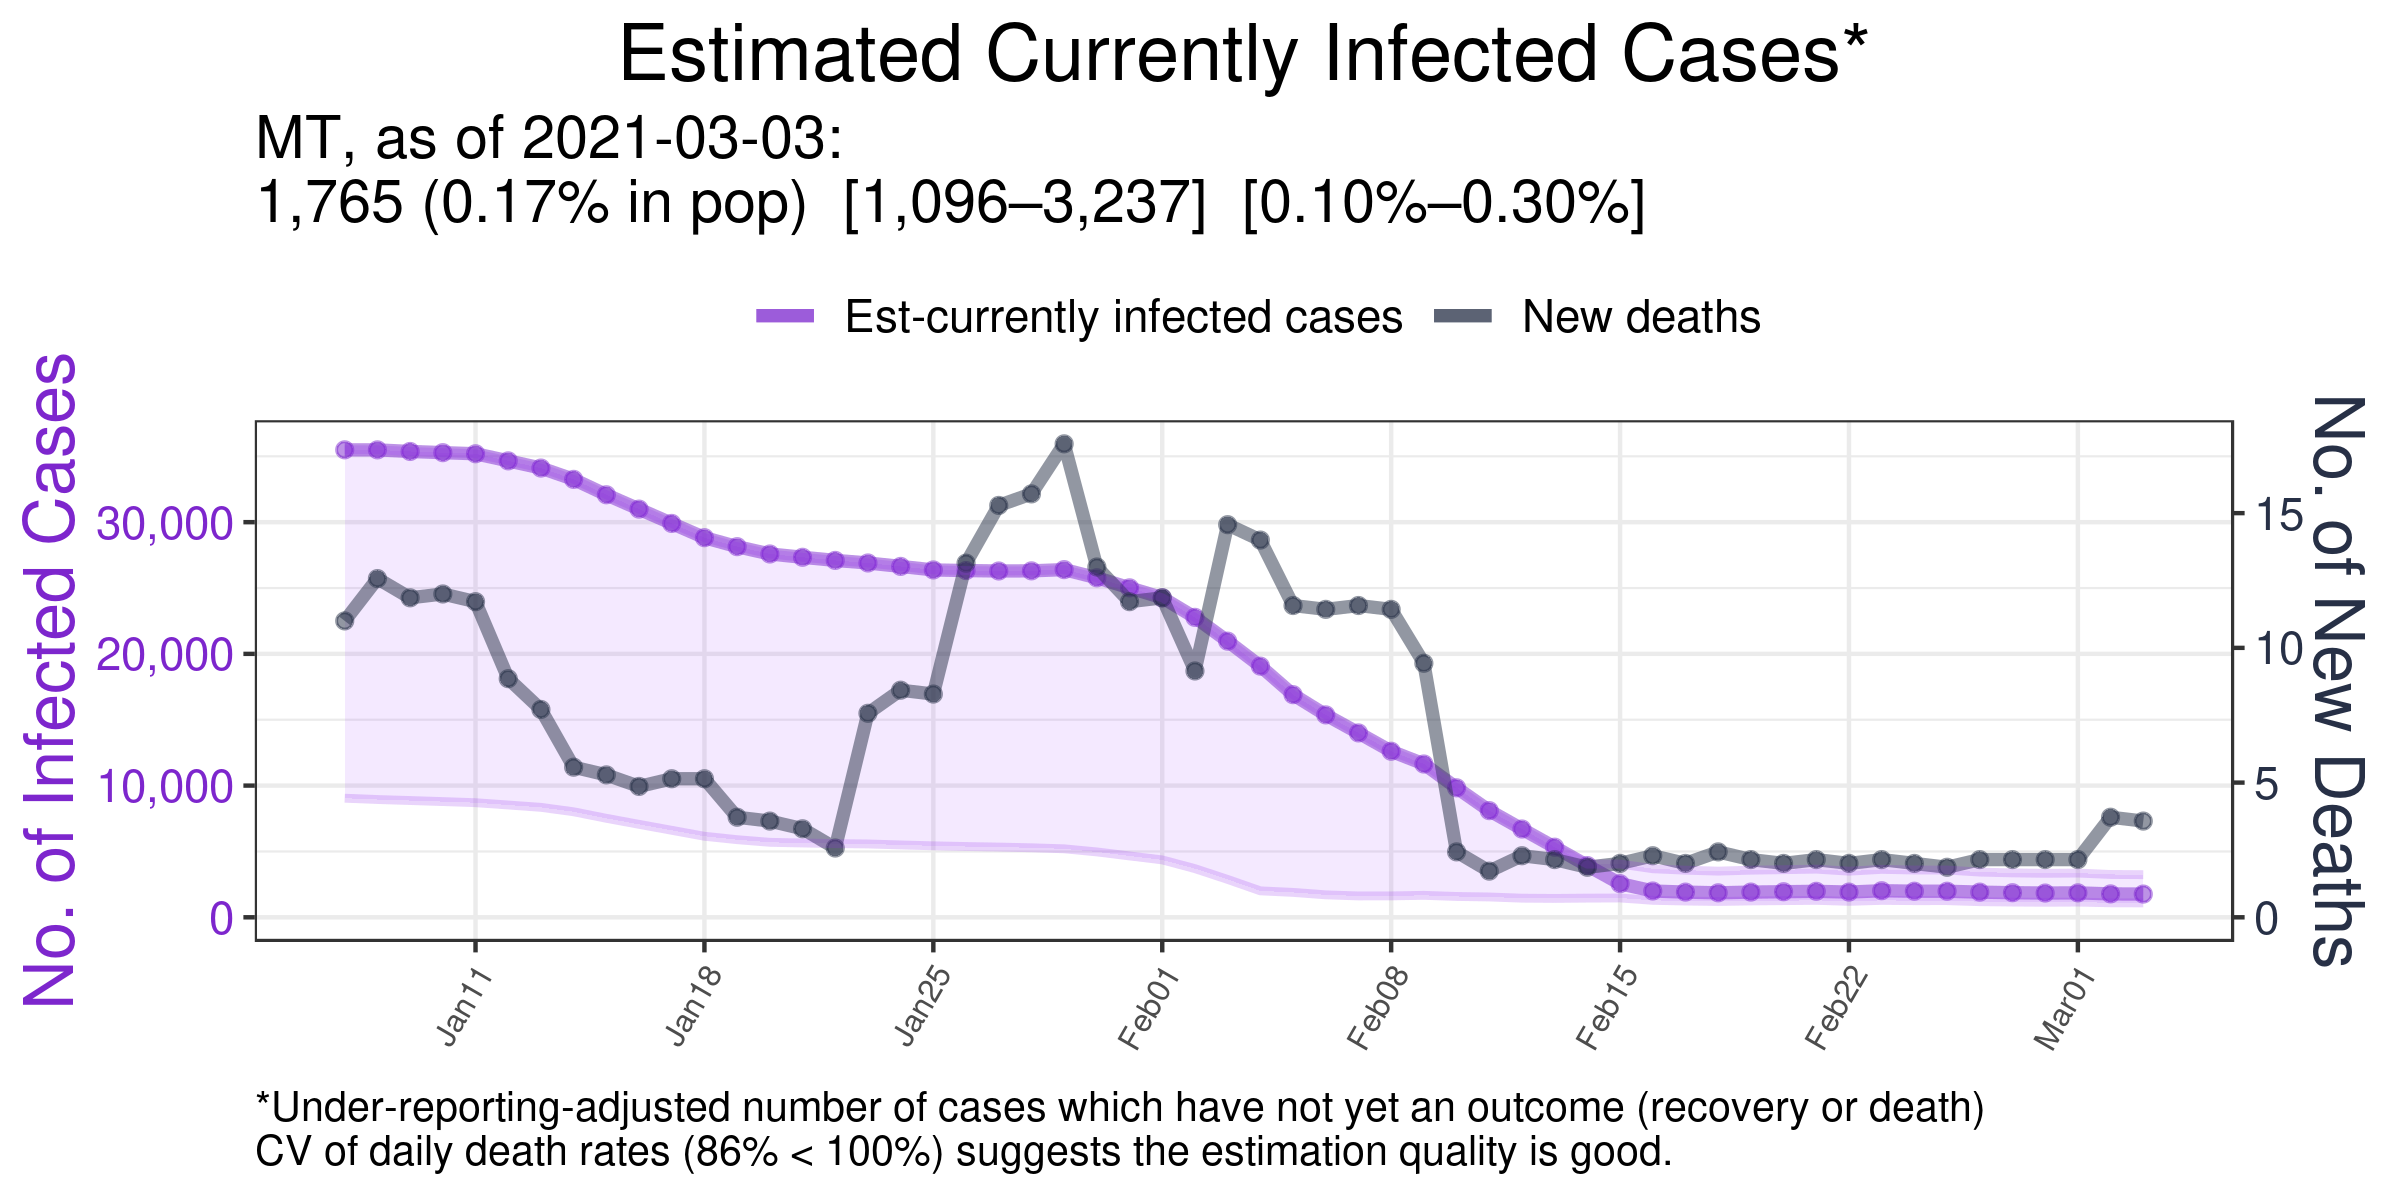 Estimated Currently Infected Cases*
MT, as of 2021-03-03:
1,765 (0.17% in pop)  [1,096–3,237]  [0.10%–0.30%]
Est-currently infected cases
New deaths
No. of Infected Cases
30,000
20,000
10,000
0
15
10
5
0
No. of New Deaths
Jan11
Jan18
Jan25
Feb01
Feb08
Feb15
Feb22
Mar01
*Under-reporting-adjusted number of cases which have not yet an outcome (recovery or death)
CV of daily death rates (86% < 100%) suggests the estimation quality is good.